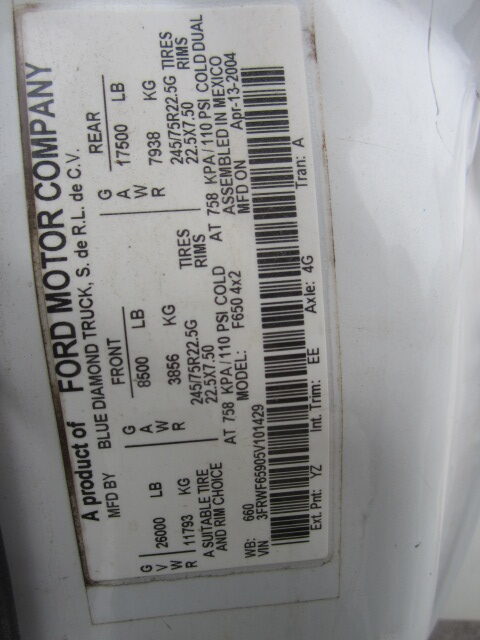 A product of FORD MOTOR COMPANY
MFD BY BLUE DIAMOND TRUCK, S. de R.L. de C.V.
FRONT REAR
G G G
V 26000 LB A 8500 LB A 17500 LB
W W W
R 11793 KG R 3856 KG R 7938 KG
A SUITABLE TIRE 245/75R22.5G TIRES 245/75R22.5G TIRES
AND RIM CHOICE 22.5X7.50 RIMS 22.5X7.50 RIMS
AT 758 KPA/110 PSI COLD AT 758 KPA/110 PSI COLD DUAL
WB: 660 MODEL: F650 4x2 ASSEMBLED IN MEXICO
VIN 3FRWF65905V101429 MFD ON Apr-13-2004
Ext. Pnt: YZ Int. Trim: EE Axle: 4G Tran: A